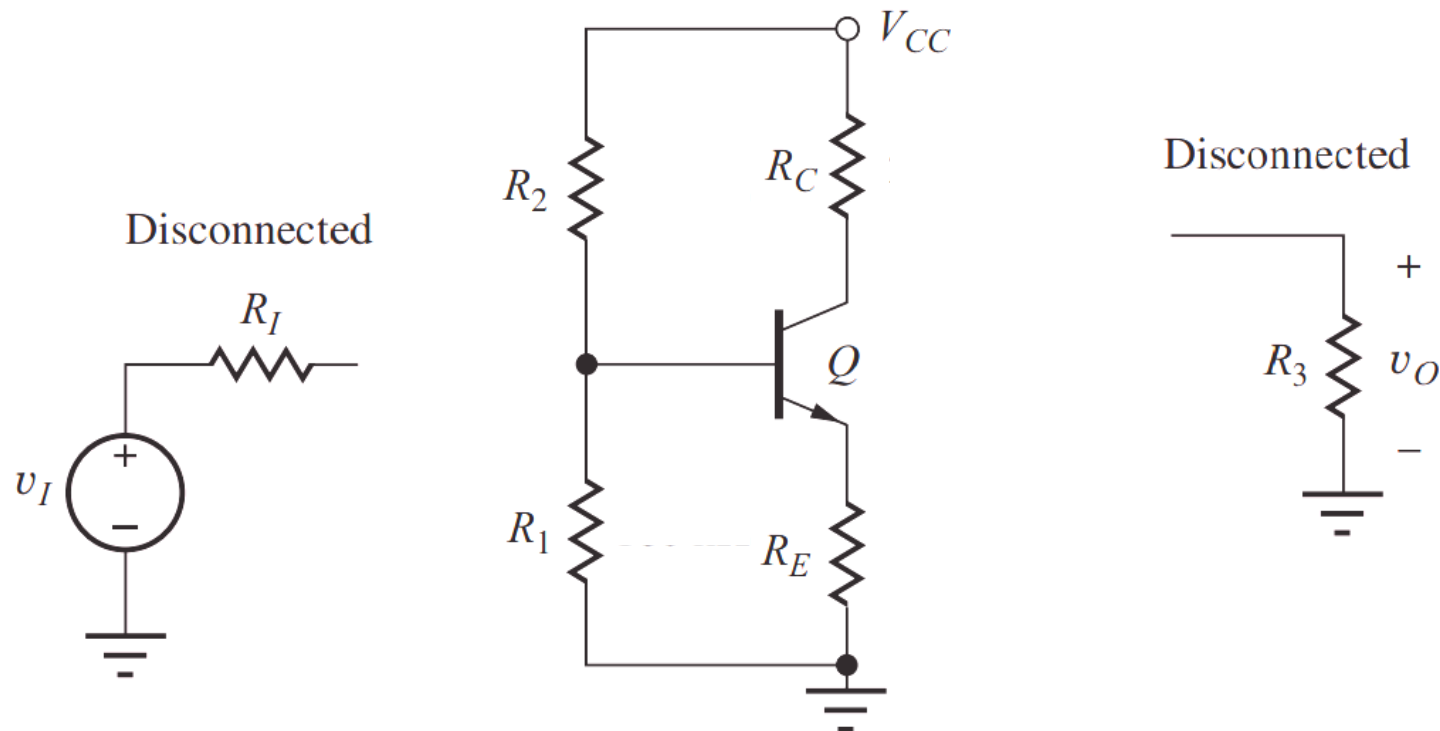 V_CC
R_2
R_C
Disconnected
Disconnected
R_I
+
Q
R_3
v_O
v_I
+
−
−
R_1
R_E